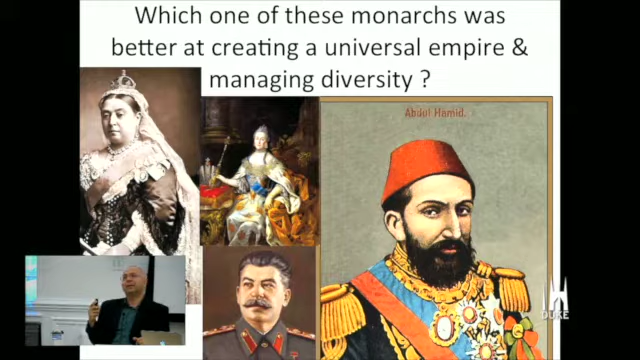 Which one of these monarchs was
better at creating a universal empire &
managing diversity ?
Abdul Hamid.
DUKE